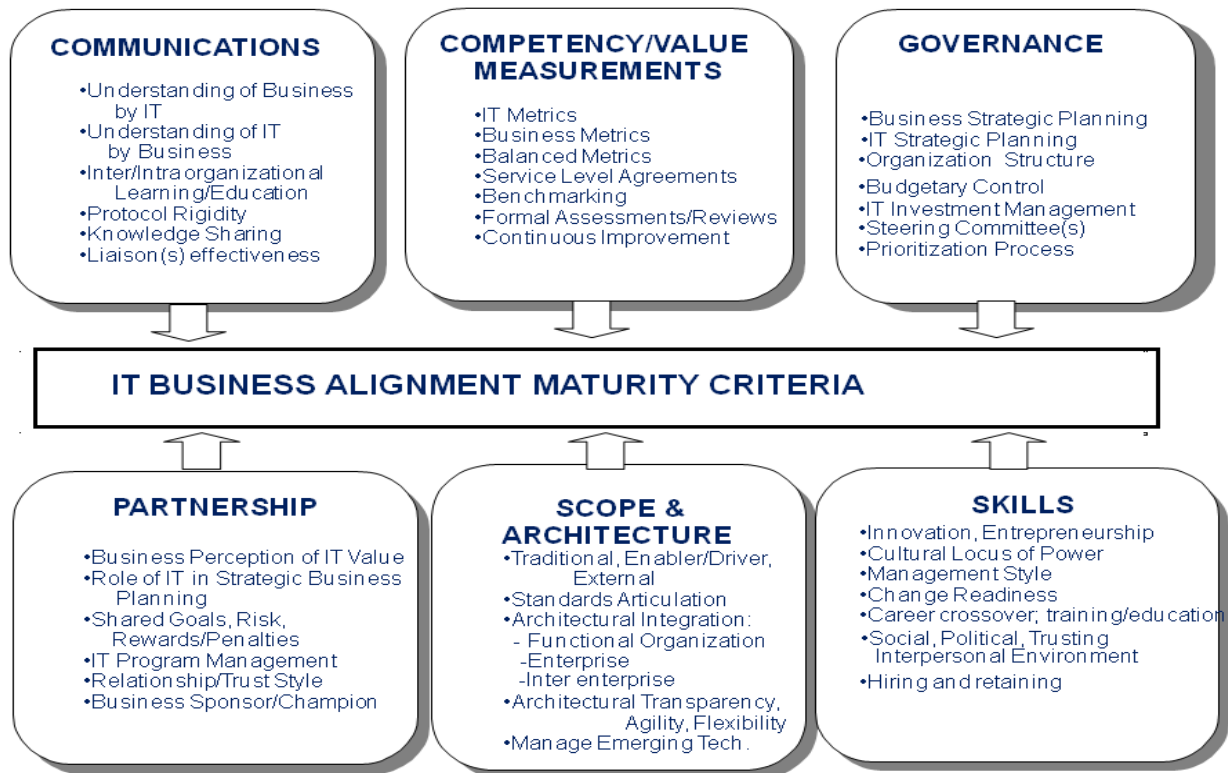 COMMUNICATIONS
•Understanding of Business
by IT
•Understanding of IT
by Business
•Inter/Intraorganizational
Learning/Education
•Protocol Rigidity
•Knowledge Sharing
•Liaison(s) effectiveness
COMPETENCY/VALUE
MEASUREMENTS
•IT Metrics
•Business Metrics
•Balanced Metrics
•Service Level Agreements
•Benchmarking
•Formal Assessments/Reviews
•Continuous Improvement
GOVERNANCE
•Business Strategic Planning
•IT Strategic Planning
•Organization Structure
•Budgetary Control
•IT Investment Management
•Steering Committee(s)
•Prioritization Process
IT BUSINESS ALIGNMENT MATURITY CRITERIA
PARTNERSHIP
•Business Perception of IT Value
•Role of IT in Strategic Business
Planning
•Shared Goals, Risk,
Rewards/Penalties
•IT Program Management
•Relationship/Trust Style
•Business Sponsor/Champion
SCOPE &
ARCHITECTURE
•Traditional, Enabler/Driver,
External
•Standards Articulation
•Architectural Integration:
- Functional Organization
-Enterprise
-Inter enterprise
•Architectural Transparency,
Agility, Flexibility
•Manage Emerging Tech.
SKILLS
•Innovation, Entrepreneurship
•Cultural Locus of Power
•Management Style
•Change Readiness
•Career crossover; training/education
•Social, Political, Trusting
Interpersonal Environment
•Hiring and retaining